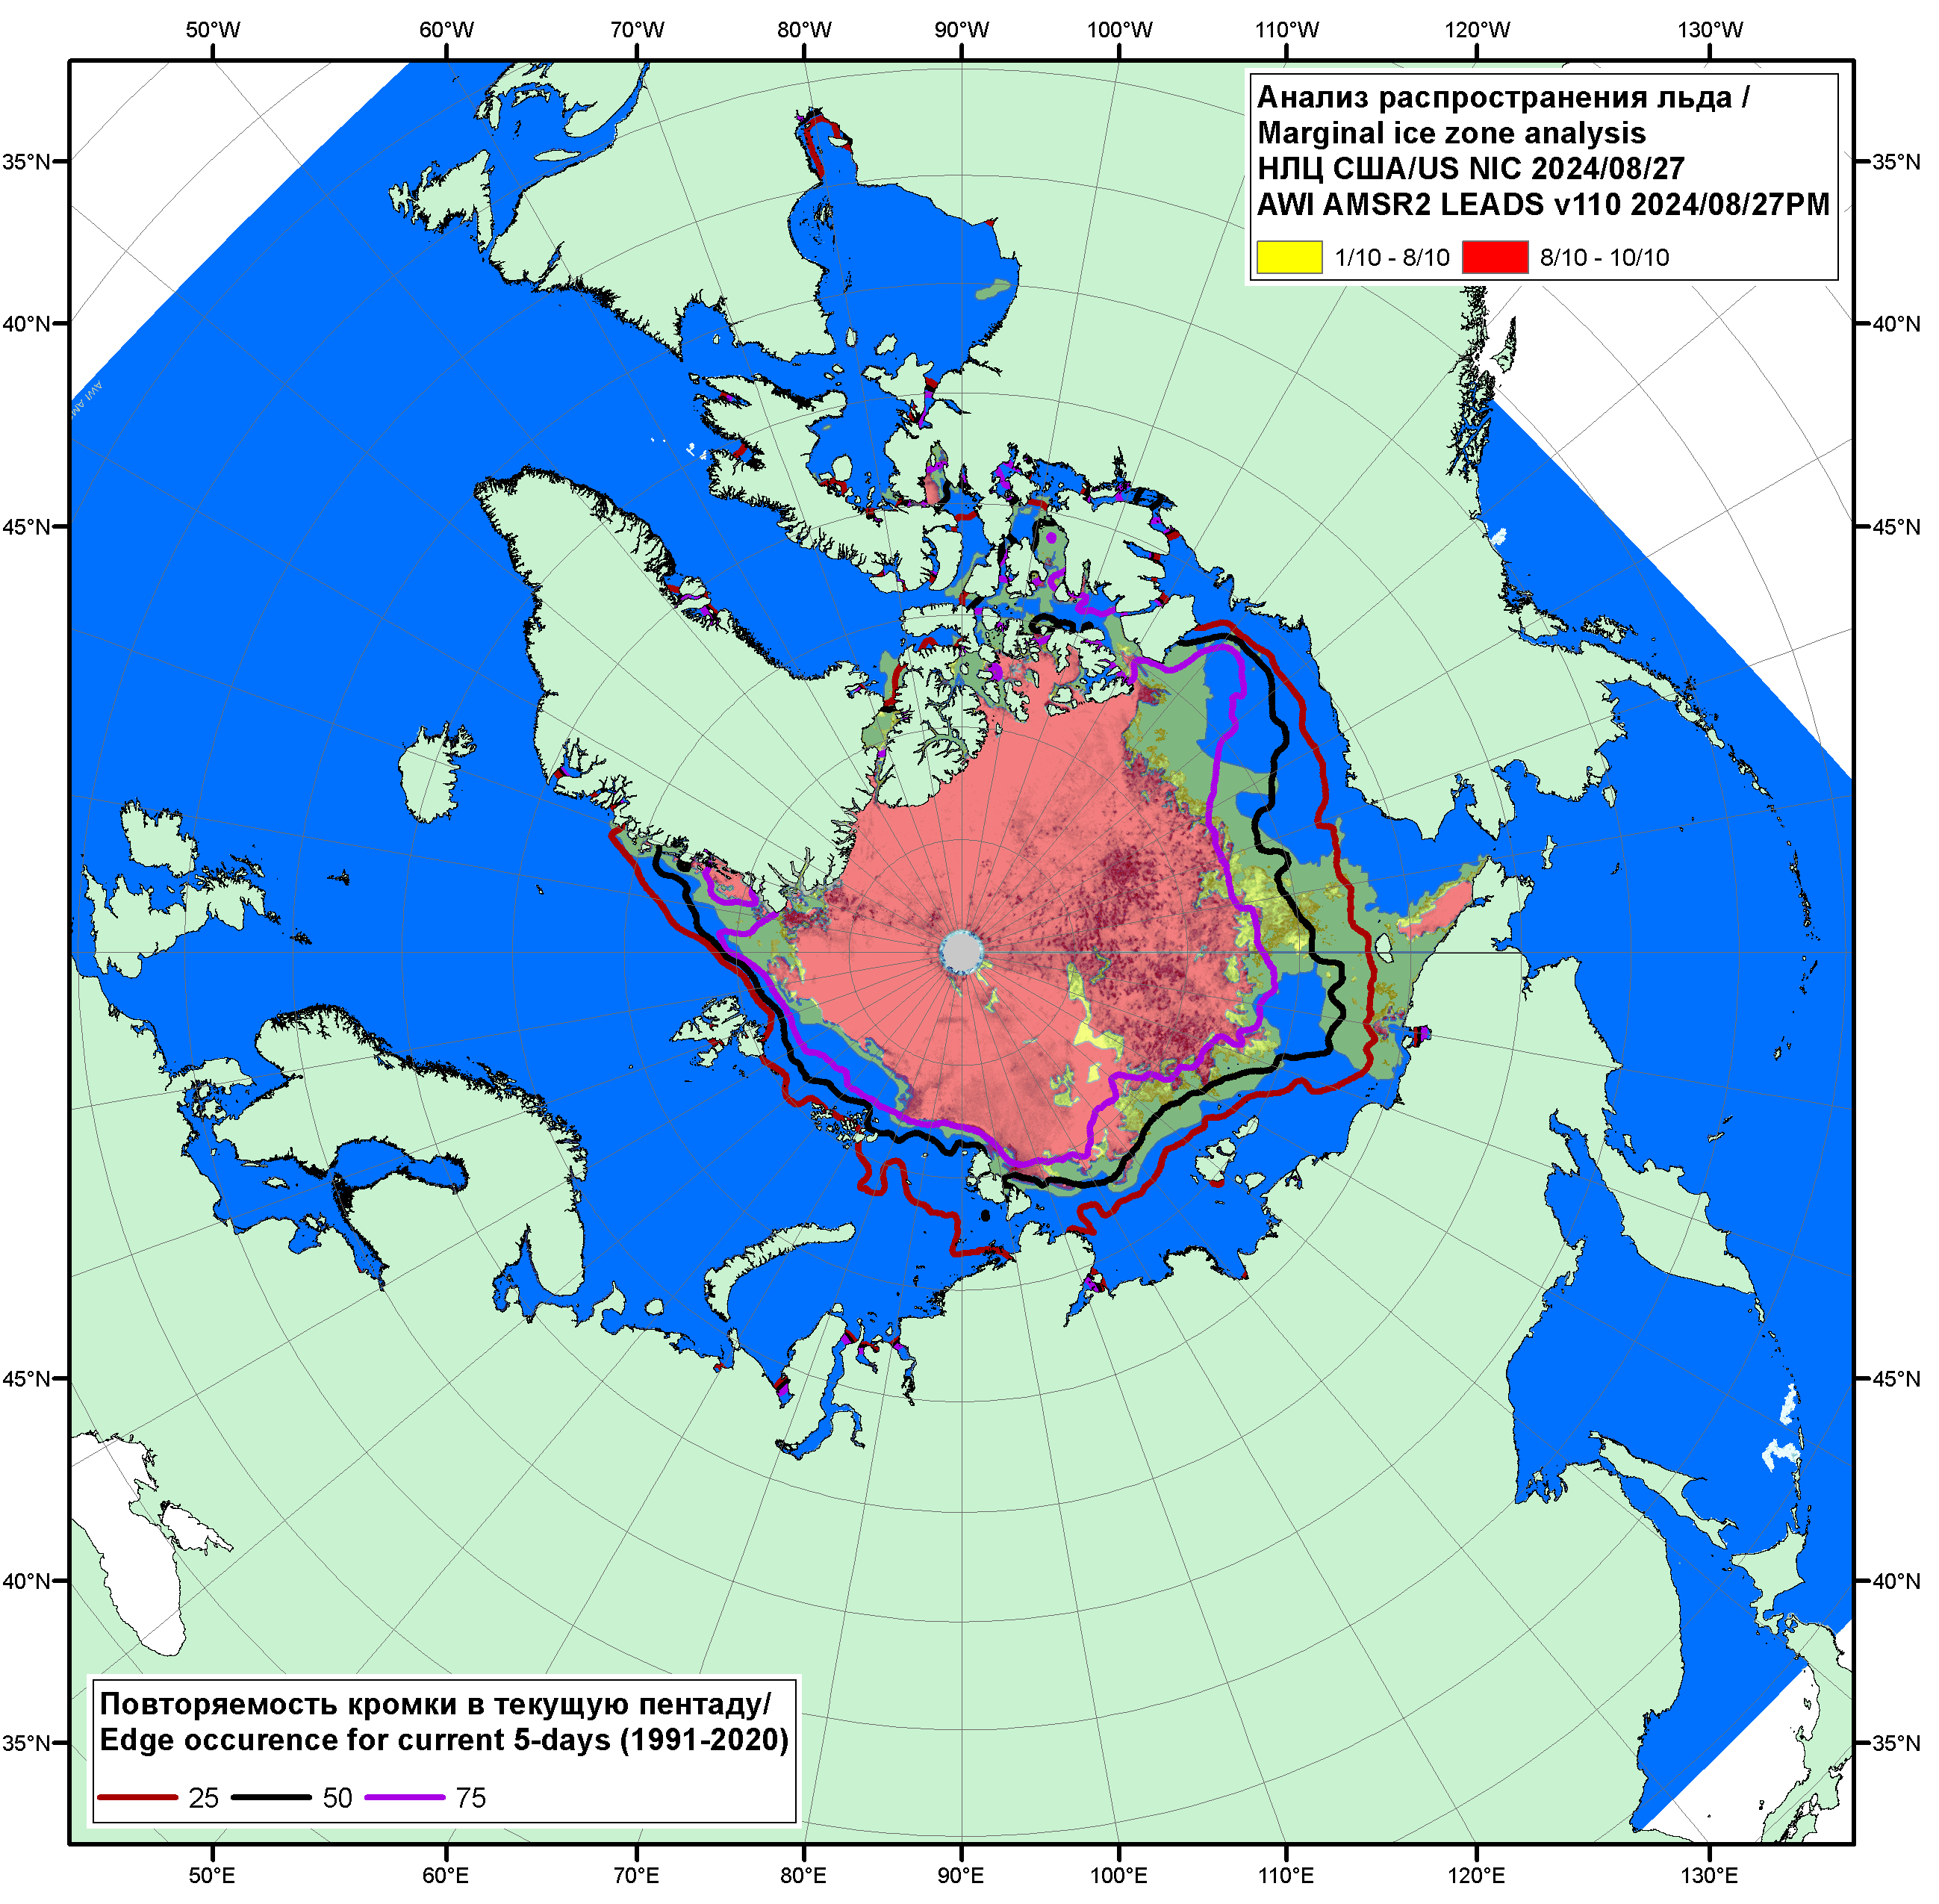 50°W 60°W 70°W 80°W 90°W 100°W 110°W 120°W 130°W
Анализ распространения льда /
Marginal ice zone analysis
НЛЦ США/US NIC 2024/08/27
AWI AMSR2 LEADS v110 2024/08/27PM
1/10 - 8/10 8/10 - 10/10
35°N 35°N
40°N 40°N
AWI AM
45°N 45°N
45°N 45°N
40°N 40°N
35°N 35°N
Повторяемость кромки в текущую пентаду/
Edge occurence for current 5-days (1991-2020)
25 50 75
50°E 60°E 70°E 80°E 90°E 100°E 110°E 120°E 130°E